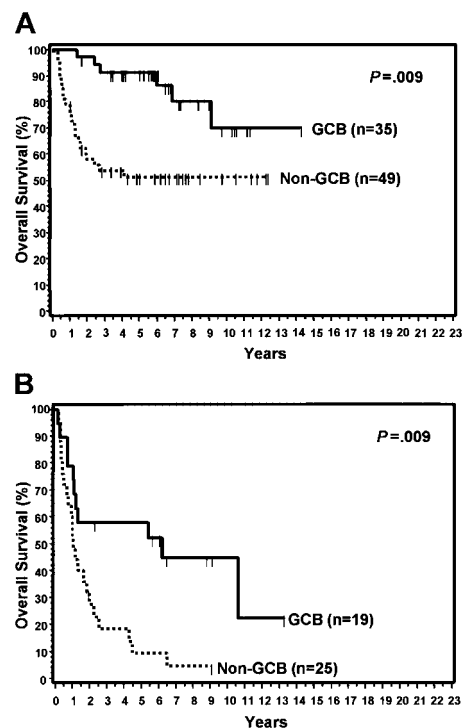 A
100
90
80
70
60
50
40
30
20
10
0
Overall Survival (%)
P=.009
GCB (n=35)
Non-GCB (n=49)
0 1 2 3 4 5 6 7 8 9 10 11 12 13 14 15 16 17 18 19 20 21 22 23
Years
B
100
90
80
70
60
50
40
30
20
10
0
Overall Survival (%)
P=.009
GCB (n=19)
Non-GCB (n=25)
0 1 2 3 4 5 6 7 8 9 10 11 12 13 14 15 16 17 18 19 20 21 22 23
Years